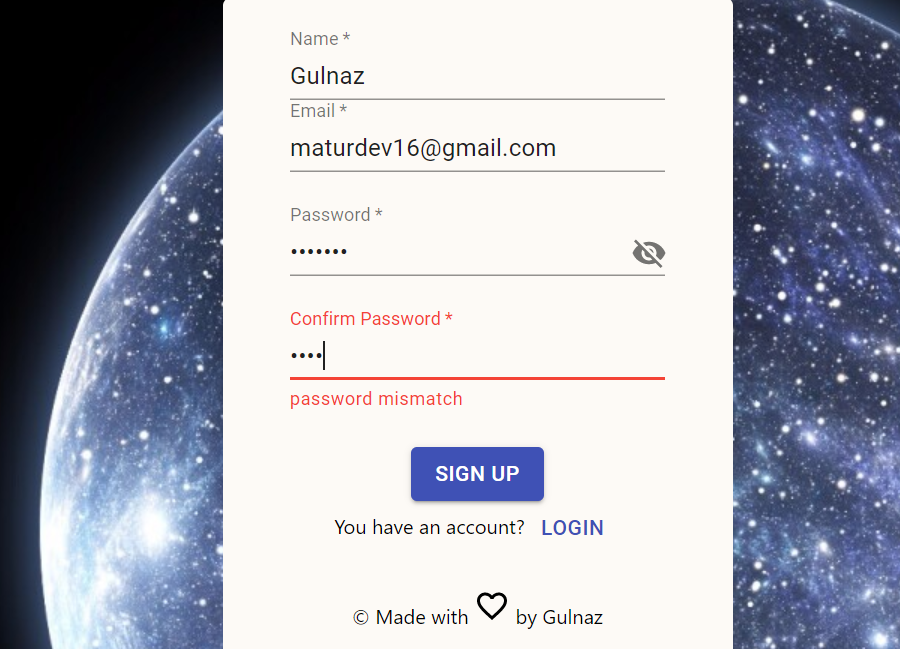 Name *
Gulnaz
Email *
maturdev16@gmail.com
Password *
•••••••
Confirm Password *
••••
password mismatch
SIGN UP
You have an account? LOGIN
© Made with ♡ by Gulnaz